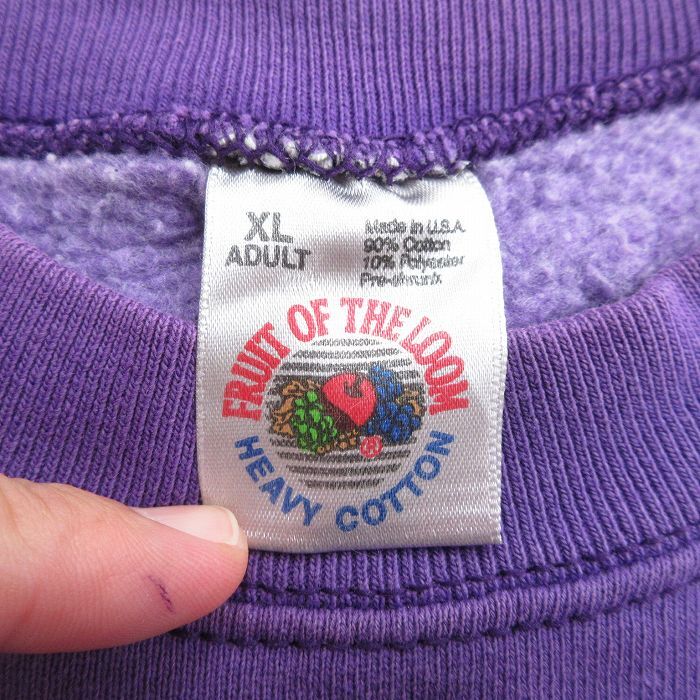 XL
ADULT
Made in U.S.A.
90% Cotton
10% Polyester
Pre-shrunk
FRUIT OF THE LOOM
®
HEAVY COTTON